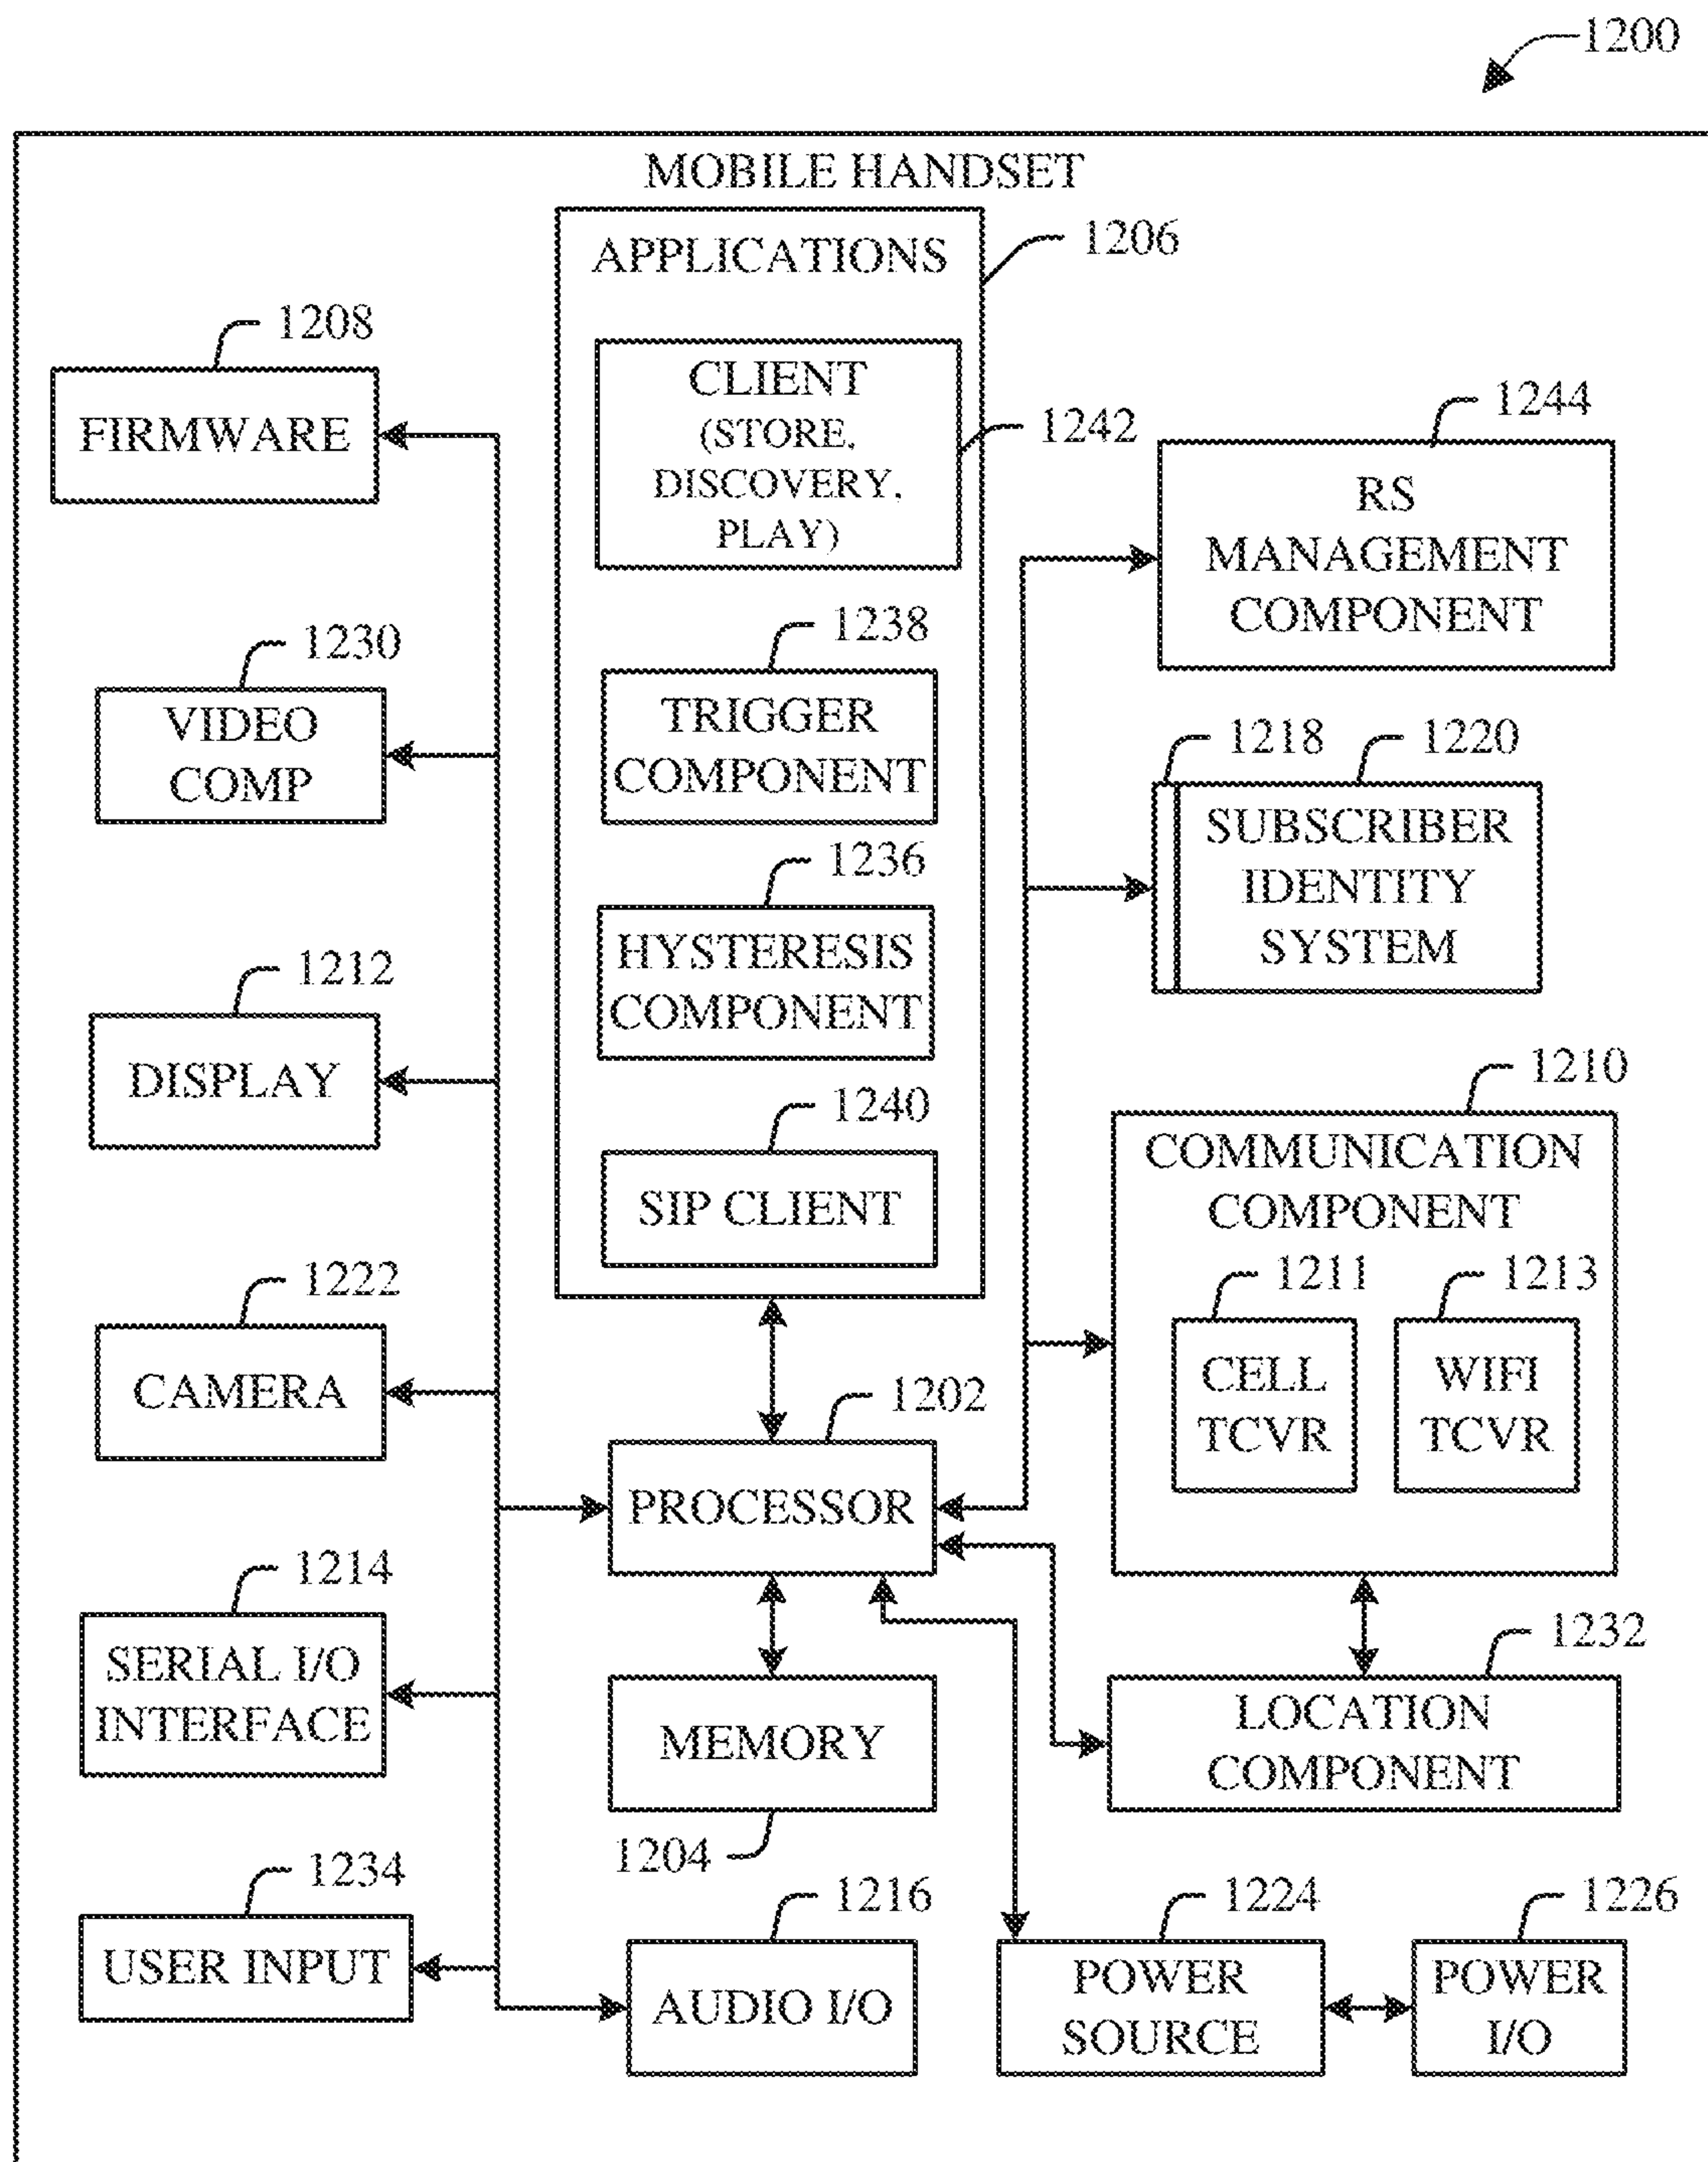 1200
MOBILE HANDSET
APPLICATIONS
1206
CLIENT
(STORE,
DISCOVERY,
PLAY)
1242
1238
TRIGGER
COMPONENT
1236
HYSTERESIS
COMPONENT
1240
SIP CLIENT
1208
FIRMWARE
1230
VIDEO
COMP
1212
DISPLAY
1222
CAMERA
1214
SERIAL I/O
INTERFACE
1234
USER INPUT
1202
PROCESSOR
MEMORY
1204
1216
AUDIO I/O
1244
RS
MANAGEMENT
COMPONENT
1218
1220
SUBSCRIBER
IDENTITY
SYSTEM
1210
COMMUNICATION
COMPONENT
1211
CELL
TCVR
1213
WIFI
TCVR
1232
LOCATION
COMPONENT
1224
POWER
SOURCE
1226
POWER
I/O